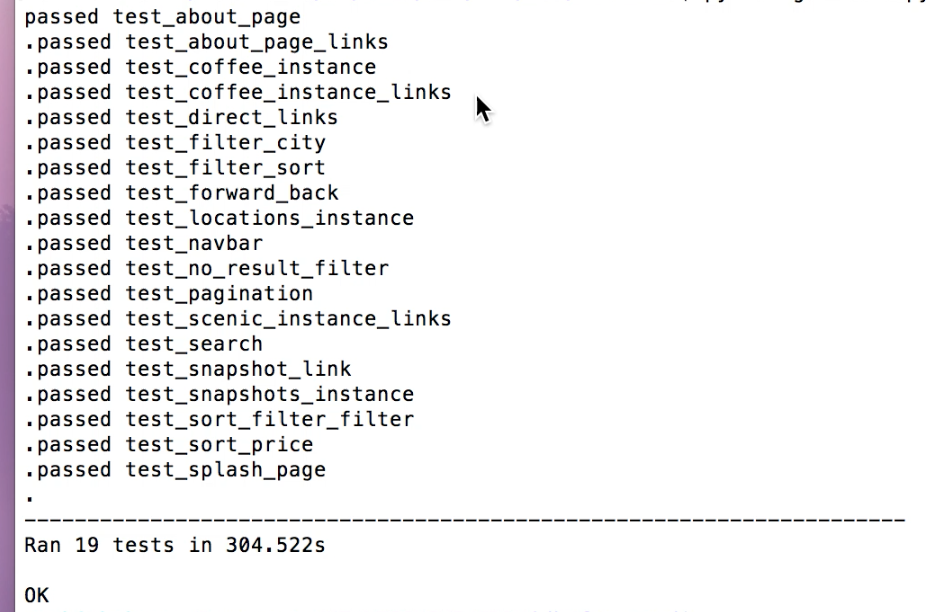 passed test_about_page
.passed test_about_page_links
.passed test_coffee_instance
.passed test_coffee_instance_links
.passed test_direct_links
.passed test_filter_city
.passed test_filter_sort
.passed test_forward_back
.passed test_locations_instance
.passed test_navbar
.passed test_no_result_filter
.passed test_pagination
.passed test_scenic_instance_links
.passed test_search
.passed test_snapshot_link
.passed test_snapshots_instance
.passed test_sort_filter_filter
.passed test_sort_price
.passed test_splash_page
.
----------------------------------------------------------------------
Ran 19 tests in 304.522s
OK